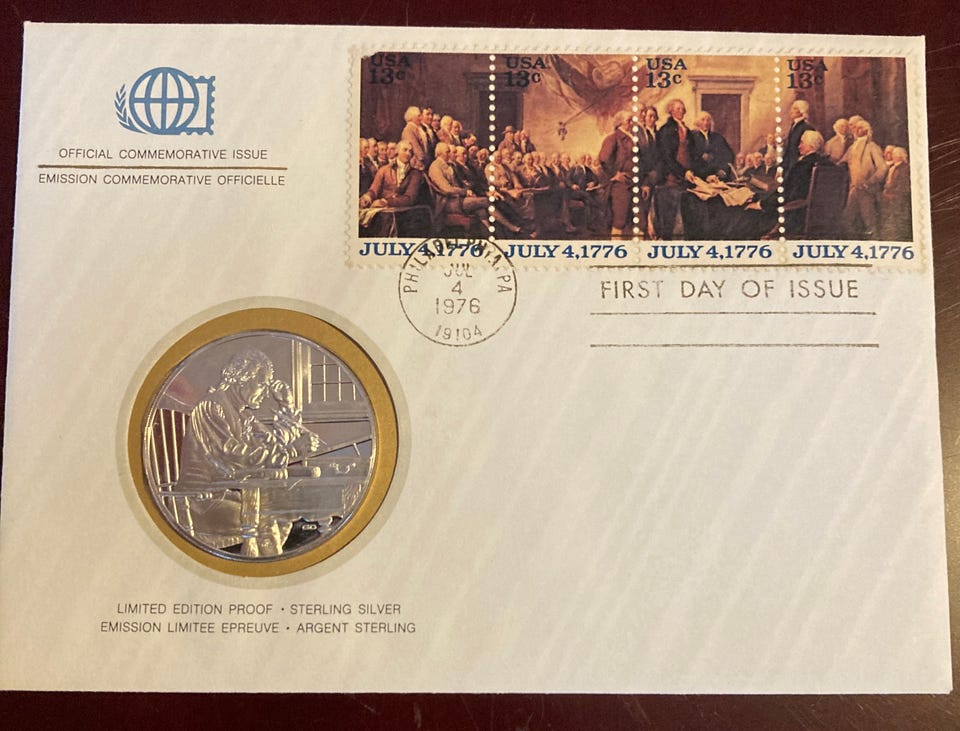 OFFICIAL COMMEMORATIVE ISSUE
EMISSION COMMEMORATIVE OFFICIELLE
USA
13c
USA
13c
USA
13c
USA
13c
JULY 4, 1776
JULY 4, 1776
JULY 4, 1776
JULY 4, 1776
PHILADELPHIA, PA
JUL
4
1976
19104
FIRST DAY OF ISSUE
LIMITED EDITION PROOF · STERLING SILVER
EMISSION LIMITEE EPREUVE · ARGENT STERLING